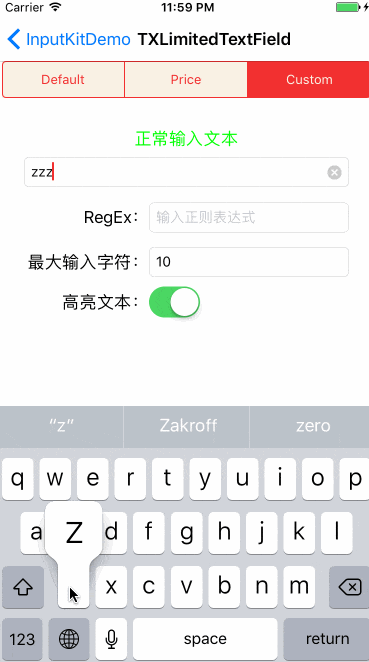 Carrier 11:59 PM
InputKitDemo TXLimitedTextField
Default Price Custom
正常输入文本
zzz
RegEx: 输入正则表达式
最大输入字符: 10
高亮文本:
“z” Zakroff zero
q w e r t y u i o p
a d f g h j k l
Z
x c v b n m
123 space return